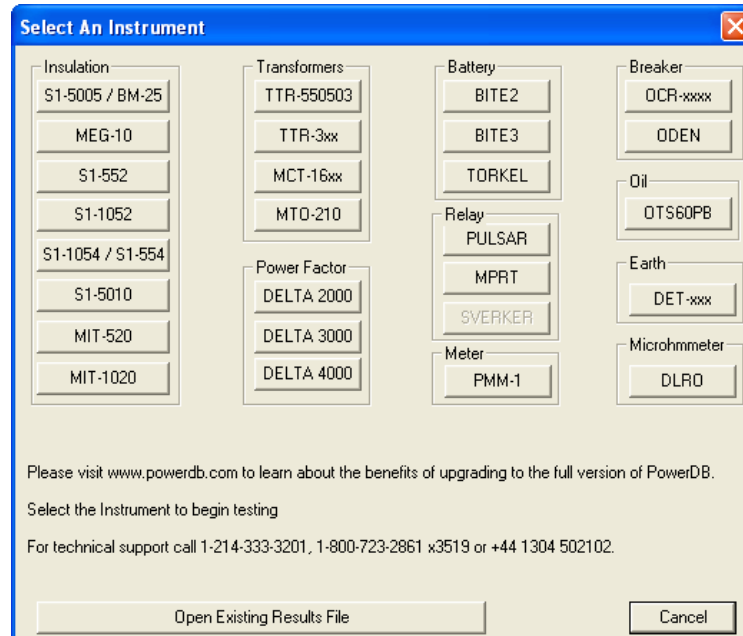 Select An Instrument
Insulation
S1-5005 / BM-25
MEG-10
S1-552
S1-1052
S1-1054 / S1-554
S1-5010
MIT-520
MIT-1020
Transformers
TTR-550503
TTR-3xx
MCT-16xx
MTO-210
Power Factor
DELTA 2000
DELTA 3000
DELTA 4000
Battery
BITE2
BITE3
TORKEL
Relay
PULSAR
MPRT
SVERKER
Meter
PMM-1
Breaker
OCR-xxxx
ODEN
Oil
OTS60PB
Earth
DET-xxx
Microhmmeter
DLRO
Please visit www.powerdb.com to learn about the benefits of upgrading to the full version of PowerDB.
Select the Instrument to begin testing
For technical support call 1-214-333-3201, 1-800-723-2861 x3519 or +44 1304 502102.
Open Existing Results File
Cancel